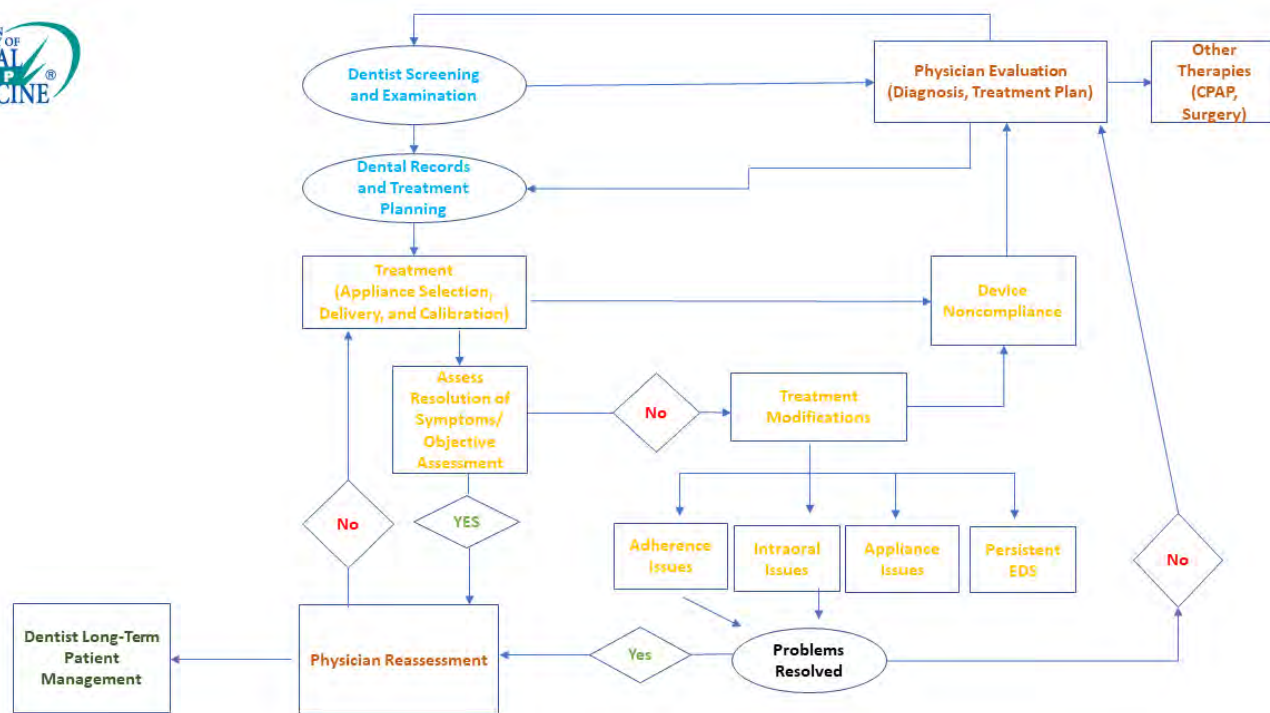 Y OF
CINE
®
Dentist Screening
and Examination
Physician Evaluation
(Diagnosis, Treatment Plan)
Other
Therapies
(CPAP,
Surgery)
Dental Records
and Treatment
Planning
Treatment
(Appliance Selection,
Delivery, and Calibration)
Device
Noncompliance
Assess
Resolution of
Symptoms/
Objective
Assessment
No
Treatment
Modifications
No
YES
Adherence
Issues
Intraoral
Issues
Appliance
Issues
Persistent
EDS
No
Dentist Long-Term
Patient
Management
Physician Reassessment
Yes
Problems
Resolved